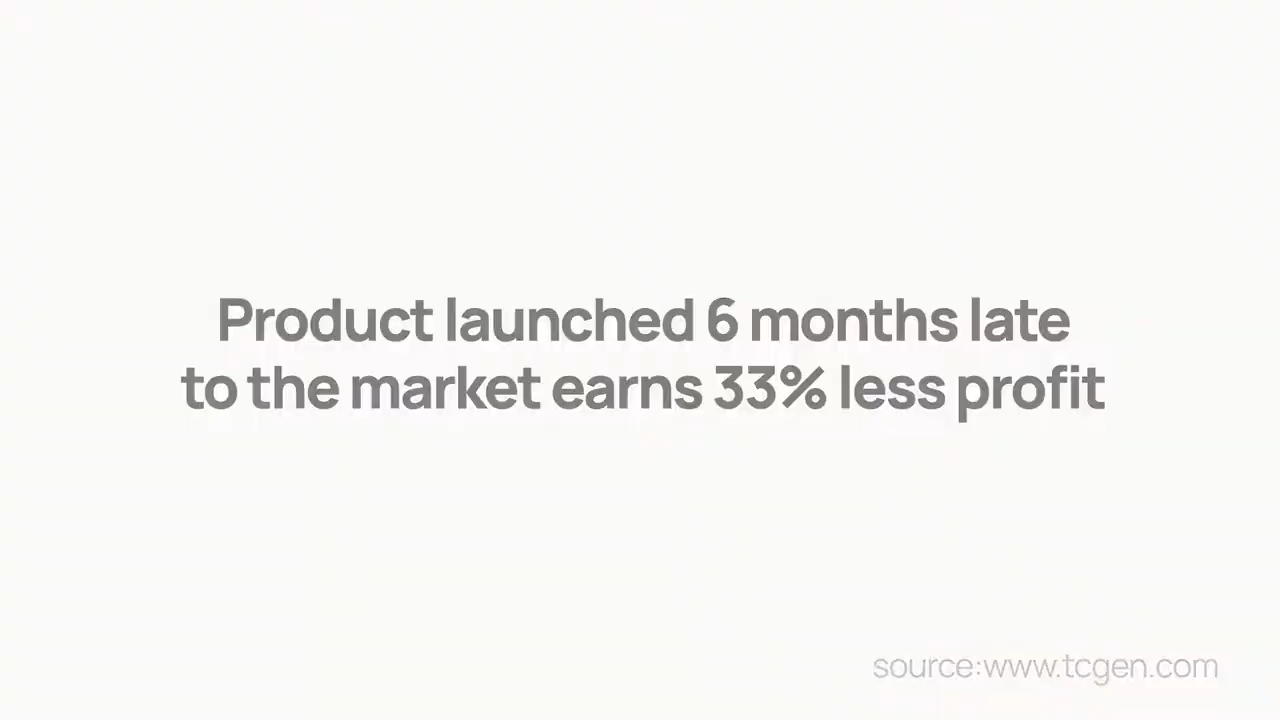 Product launched 6 months late
to the market earns 33% less profit
source:www.tcgen.com